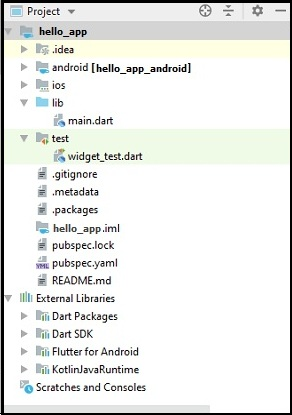 Project
hello_app
.idea
android [hello_app_android]
ios
lib
main.dart
test
widget_test.dart
.gitignore
.metadata
.packages
hello_app.iml
pubspec.lock
YML pubspec.yaml
README.md
External Libraries
Dart Packages
Dart SDK
Flutter for Android
KotlinJavaRuntime
Scratches and Consoles